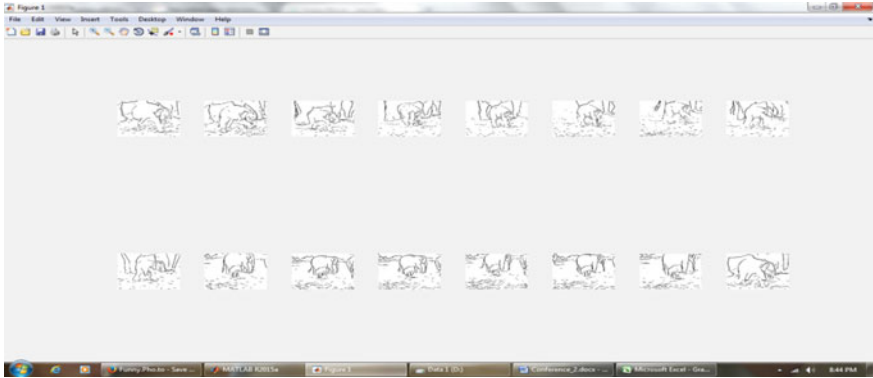 Figure 1
File Edit View Insert Tools Desktop Window Help
Funny.Pho.to - Save ... MATLAB R2015a Figure 1 Data 1 (D:) Conference_2.docx - ... Microsoft Excel - Gra... 8:44 PM